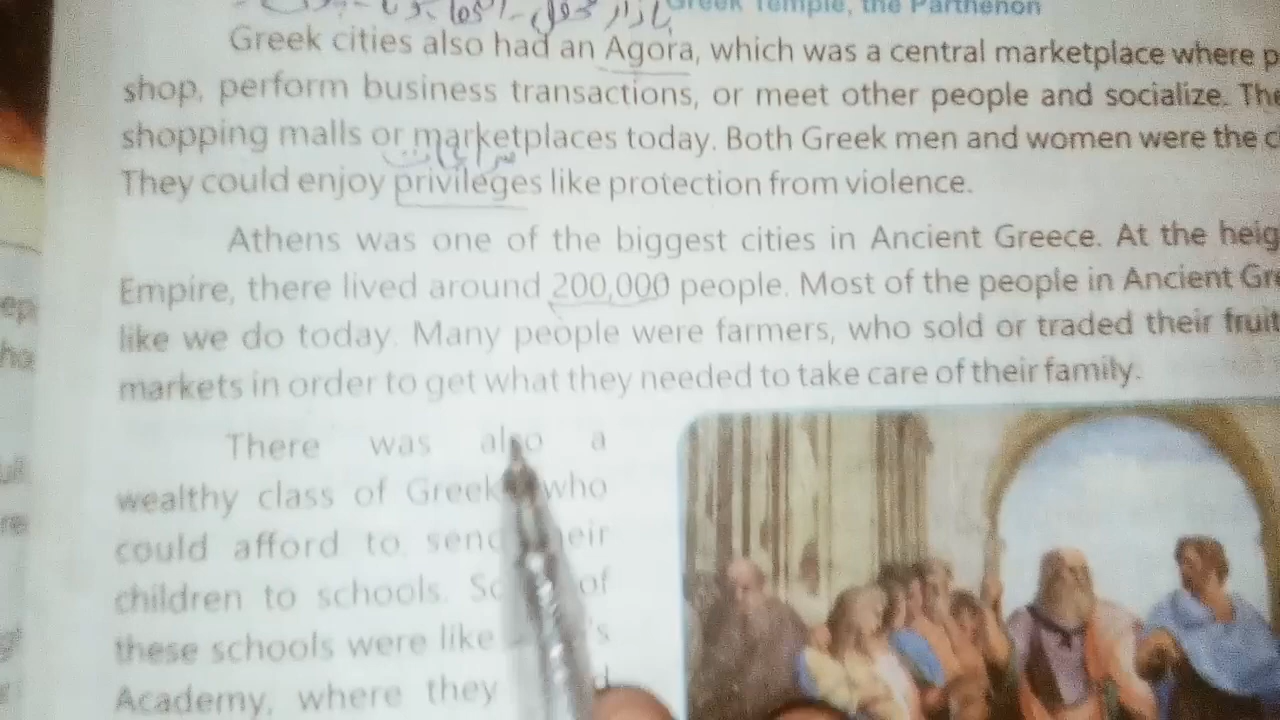 Greek Temple, the Parthenon
Greek cities also had an Agora, which was a central marketplace where p
shop, perform business transactions, or meet other people and socialize. The
shopping malls or marketplaces today. Both Greek men and women were the c
They could enjoy privileges like protection from violence.
Athens was one of the biggest cities in Ancient Greece. At the heig
Empire, there lived around 200,000 people. Most of the people in Ancient Gre
like we do today. Many people were farmers, who sold or traded their fruit
markets in order to get what they needed to take care of their family.
There was also a
wealthy class of Greek who
could afford to send their
children to schools. of
these schools were like 's
Academy, where they